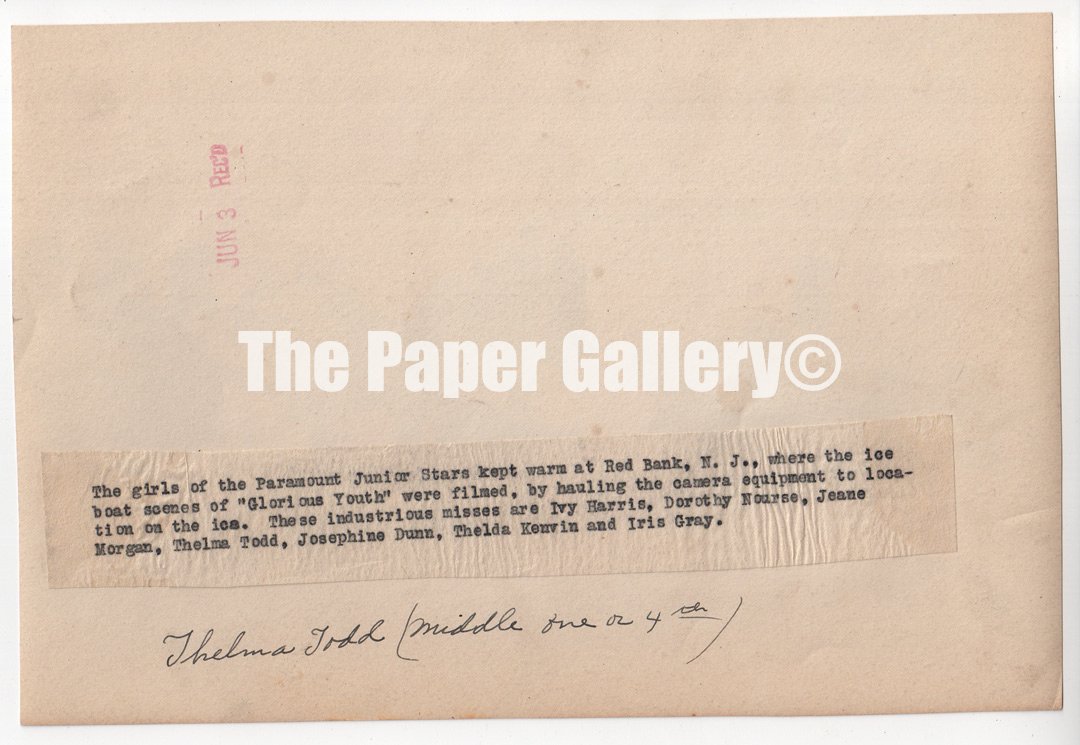 JUN 3 REC'D
The Paper Gallery©
The girls of the Paramount Junior Stars kept warm at Red Bank, N. J., where the ice
boat scenes of "Glorious Youth" were filmed, by hauling the camera equipment to loca-
tion on the ice. These industrious misses are Ivy Harris, Dorothy Nourse, Jeane
Morgan, Thelma Todd, Josephine Dunn, Thelda Kenvin and Iris Gray.
Thelma Todd (middle one or 4th)